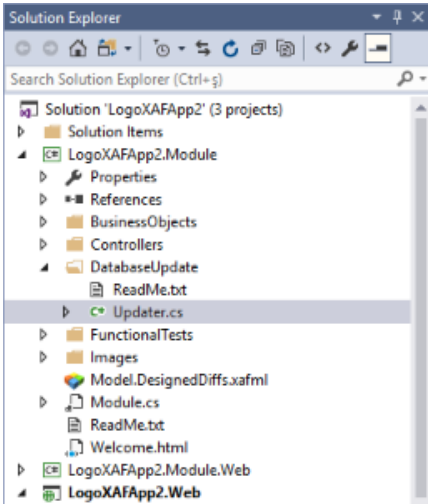 Solution Explorer
Search Solution Explorer (Ctrl+ş)
Solution 'LogoXAFApp2' (3 projects)
Solution Items
C# LogoXAFApp2.Module
Properties
References
BusinessObjects
Controllers
DatabaseUpdate
ReadMe.txt
C# Updater.cs
FunctionalTests
Images
Model.DesignedDiffs.xafml
Module.cs
ReadMe.txt
Welcome.html
C# LogoXAFApp2.Module.Web
LogoXAFApp2.Web